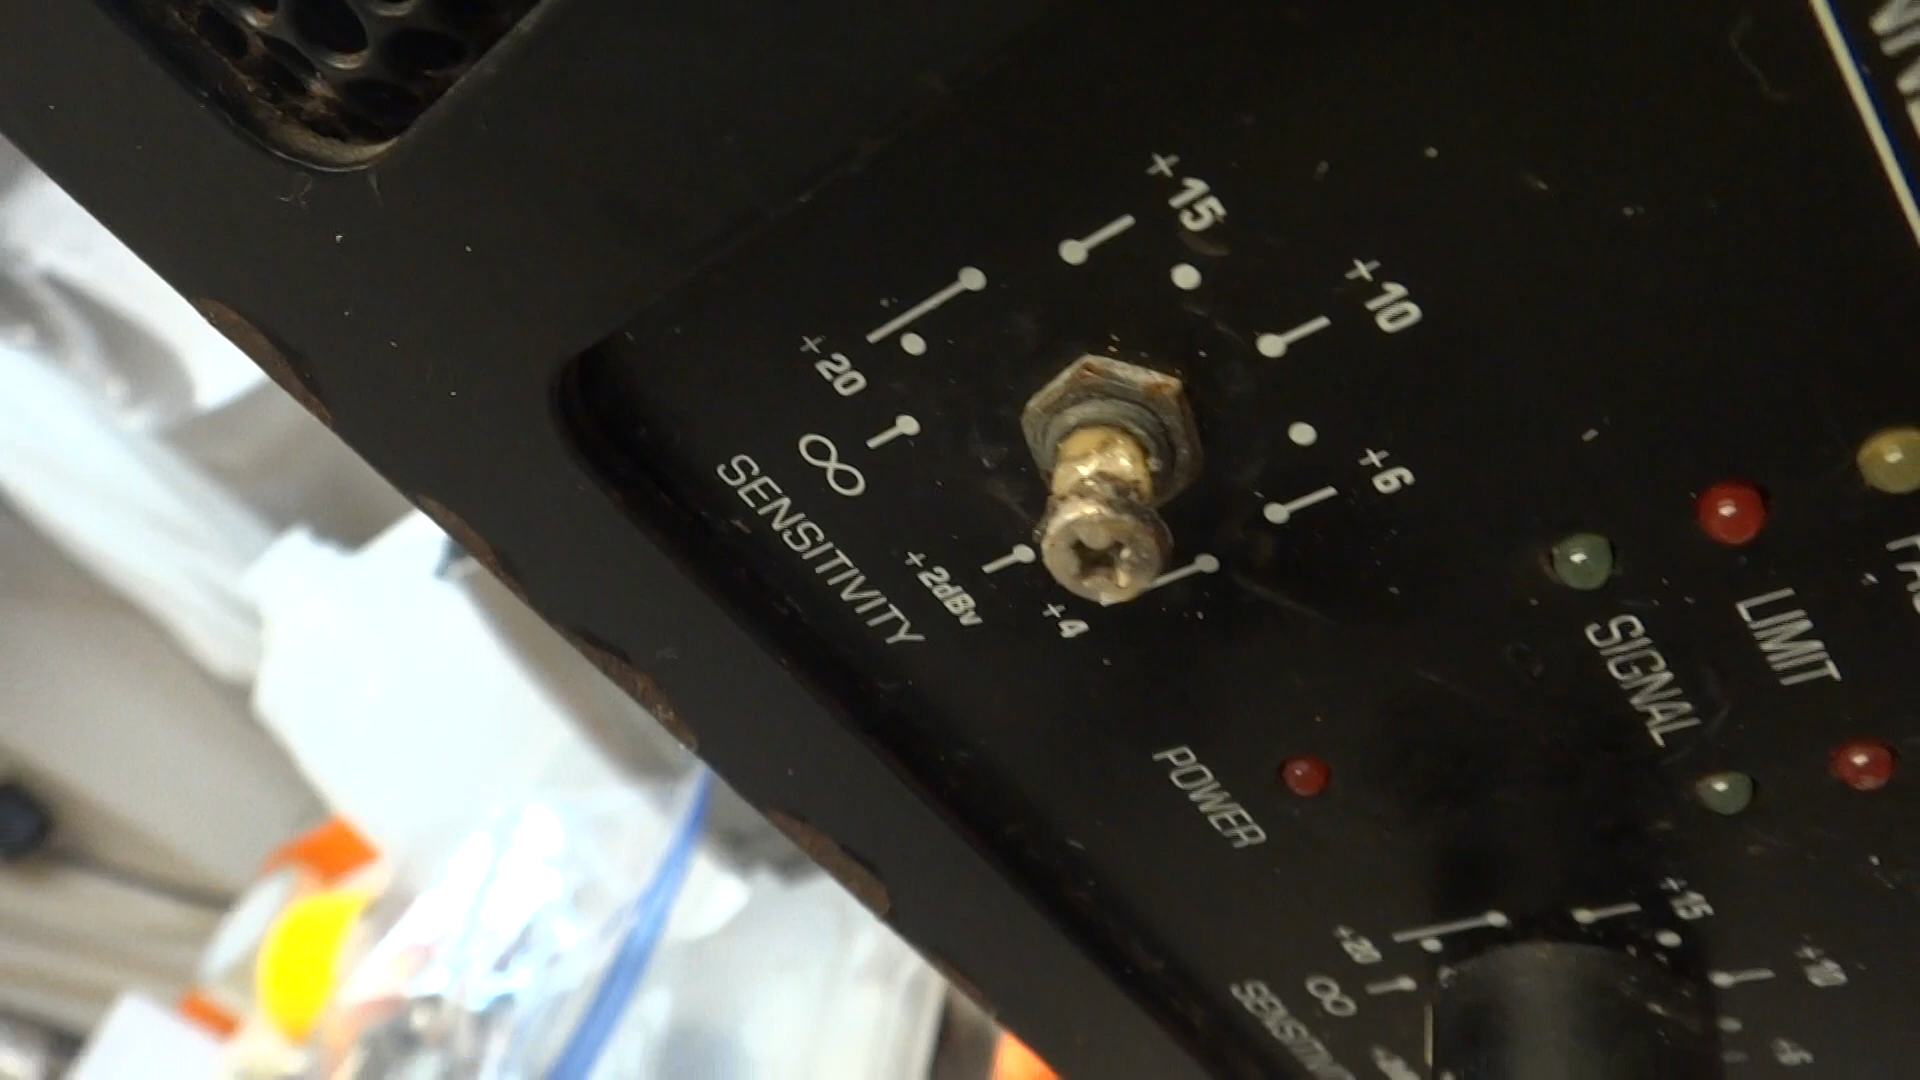 +15
+10
+20
∞
+6
SENSITIVITY
+2dBv
+4
LIMIT
SIGNAL
POWER
+15
+20
+10
∞